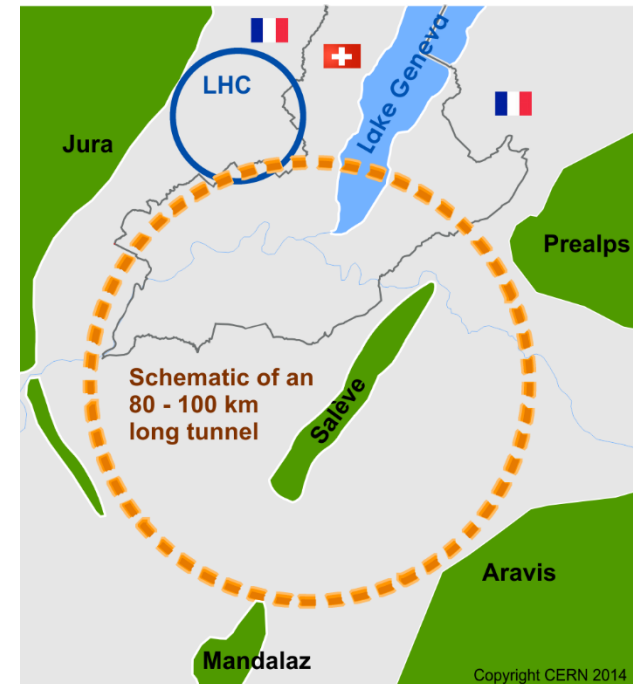 LHC
Lake Geneva
Jura
Prealps
Schematic of an
80 - 100 km
long tunnel
Salève
Aravis
Mandalaz
Copyright CERN 2014